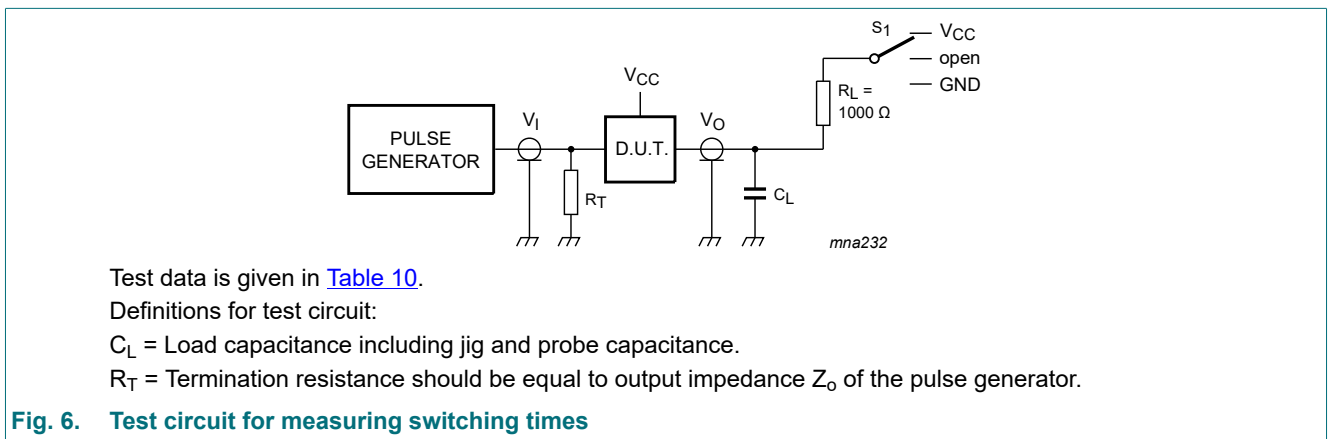 S1
VCC
open
GND
VCC
RL =
1000 Ω
PULSE
GENERATOR
VI
D.U.T.
VO
RT
CL
mna232
Test data is given in Table 10.
Definitions for test circuit:
CL = Load capacitance including jig and probe capacitance.
RT = Termination resistance should be equal to output impedance Zo of the pulse generator.
Fig. 6. Test circuit for measuring switching times